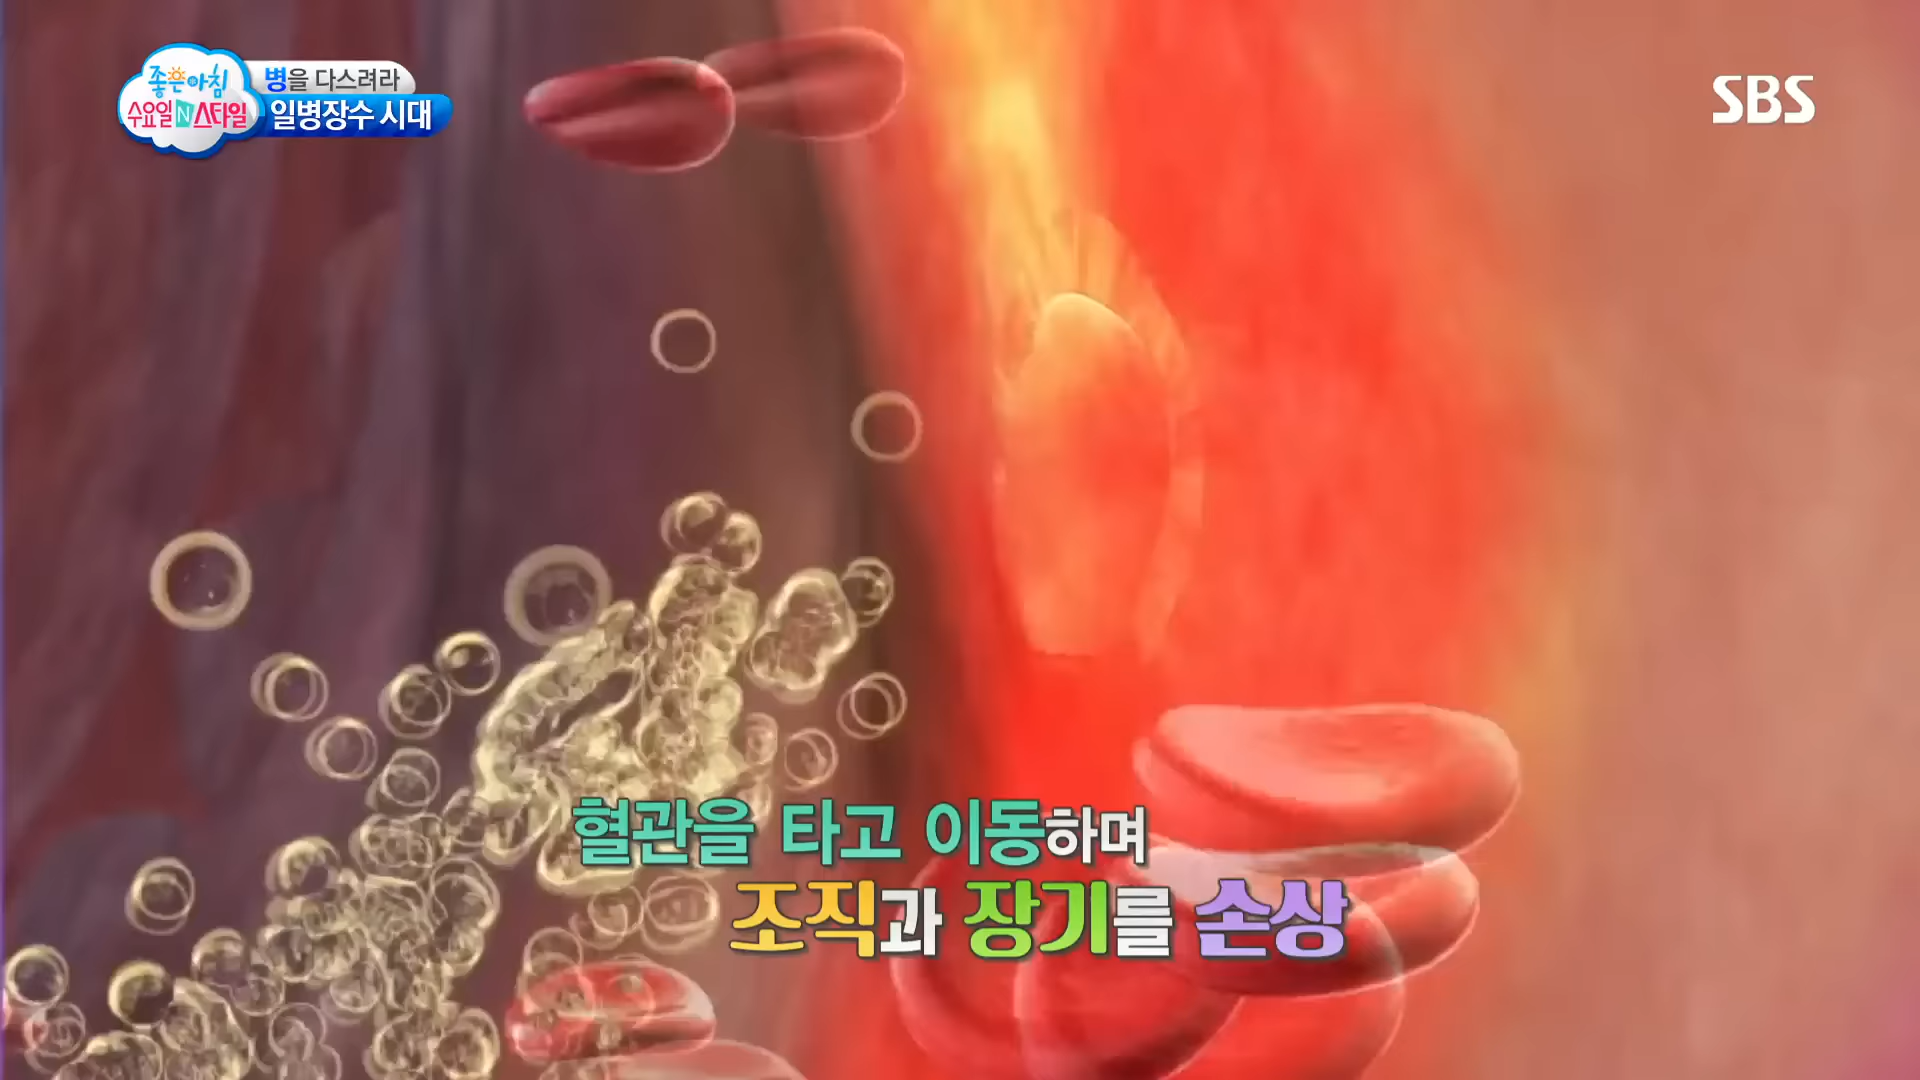 좋은아침
수요일 N 스타일
병을 다스려라
일병장수 시대
SBS
혈관을 타고 이동하며
조직과 장기를 손상